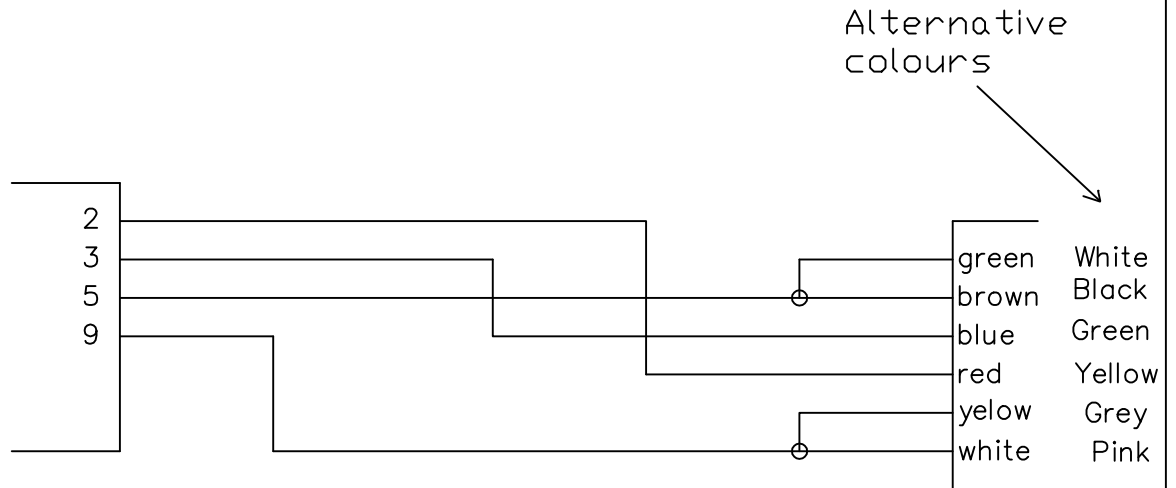 Alternative
colours
2
3
5
9
green White
brown Black
blue Green
red Yellow
yelow Grey
white Pink